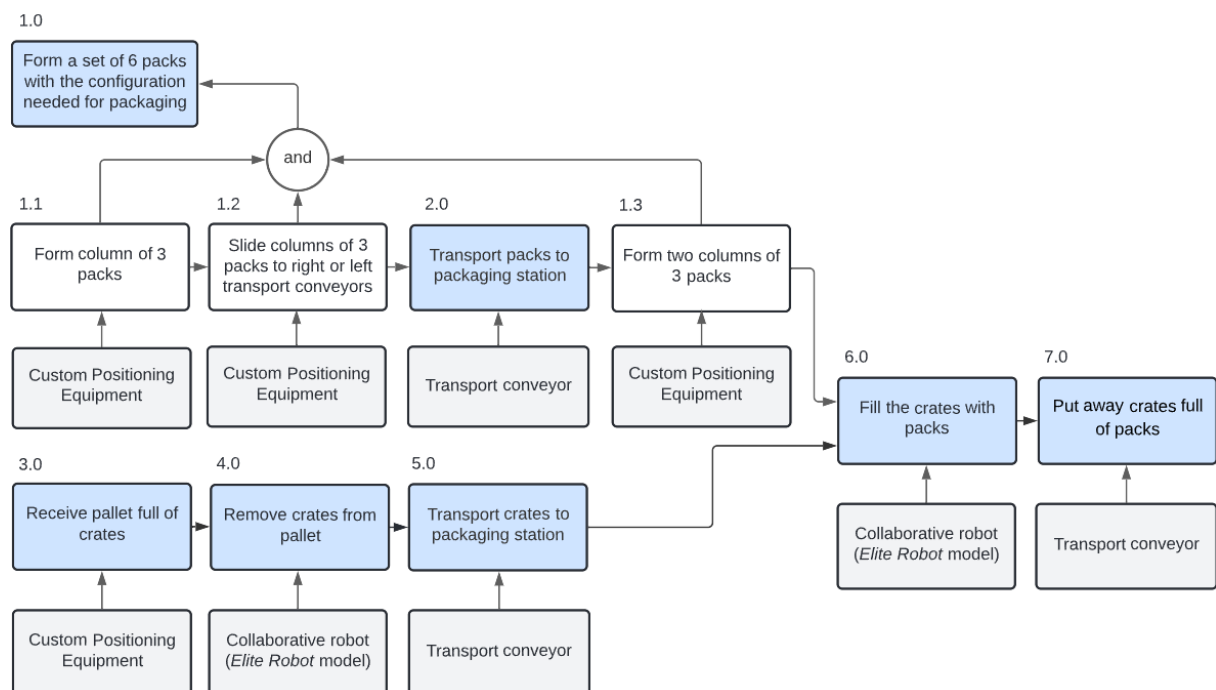 1.0
Form a set of 6 packs
with the configuration
needed for packaging
and
1.1
Form column of 3
packs
1.2
Slide columns of 3
packs to right or left
transport conveyors
2.0
Transport packs to
packaging station
1.3
Form two columns of
3 packs
Custom Positioning
Equipment
Custom Positioning
Equipment
Transport conveyor
Custom Positioning
Equipment
6.0
Fill the crates with
packs
7.0
Put away crates full
of packs
3.0
Receive pallet full of
crates
4.0
Remove crates from
pallet
5.0
Transport crates to
packaging station
Collaborative robot
(Elite Robot model)
Transport conveyor
Custom Positioning
Equipment
Collaborative robot
(Elite Robot model)
Transport conveyor